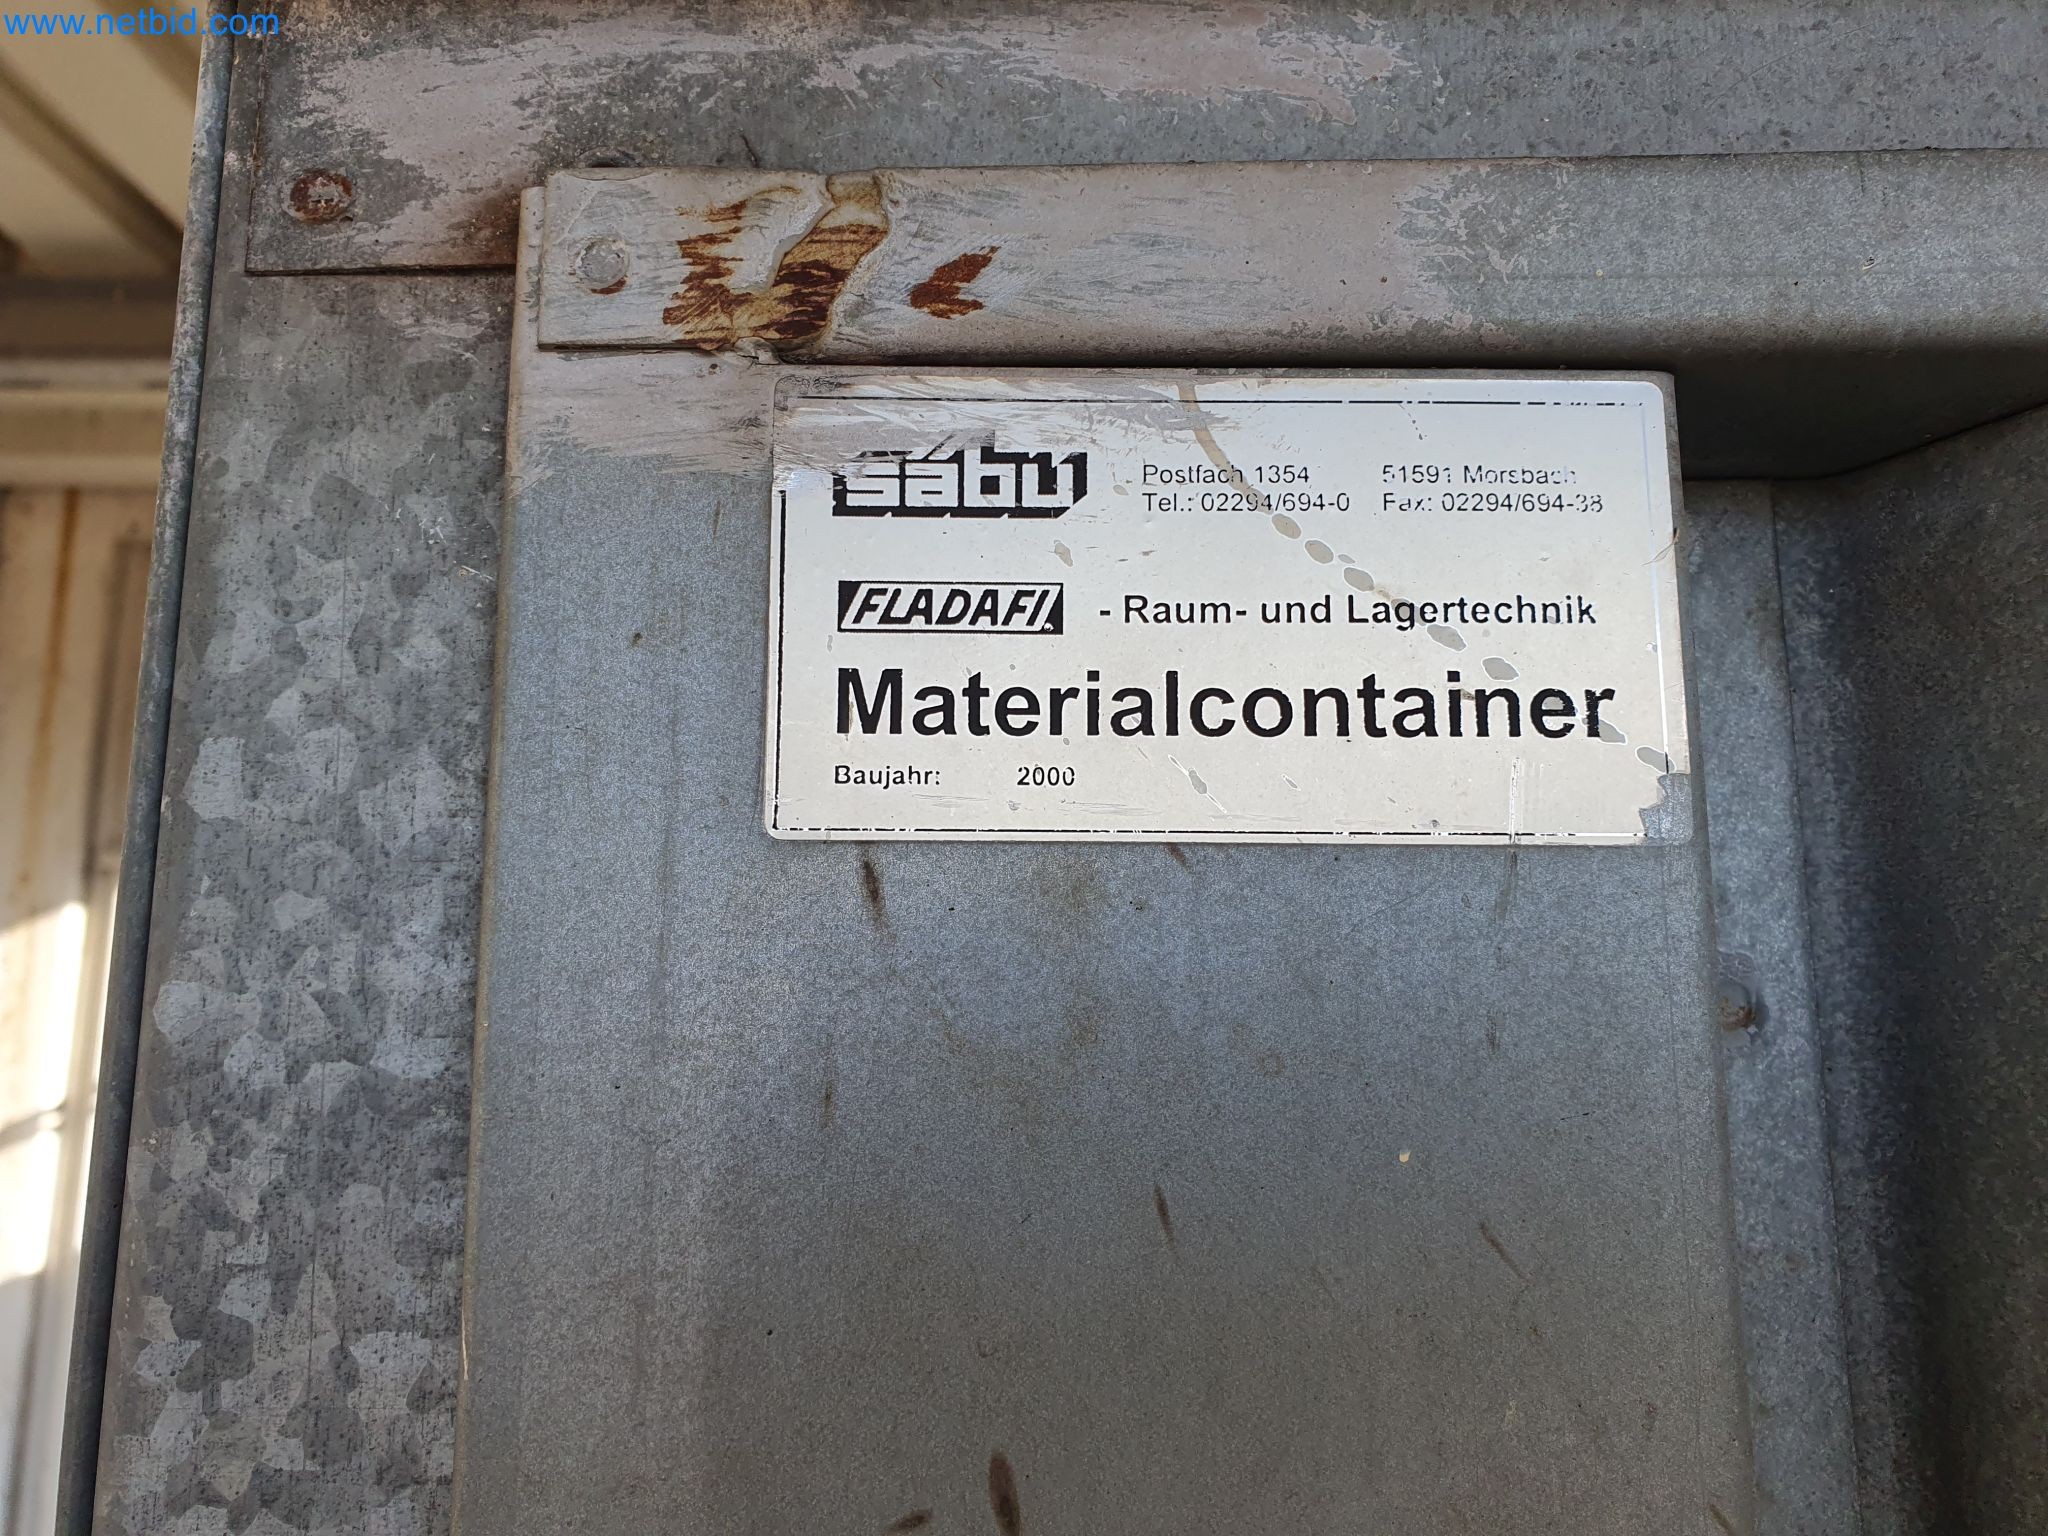 www.netbid.com
säbu Postfach 1354 51591 Morsbach
Tel.: 02294/694-0 Fax: 02294/694-38
FLADAFI - Raum- und Lagertechnik
Materialcontainer
Baujahr: 2000